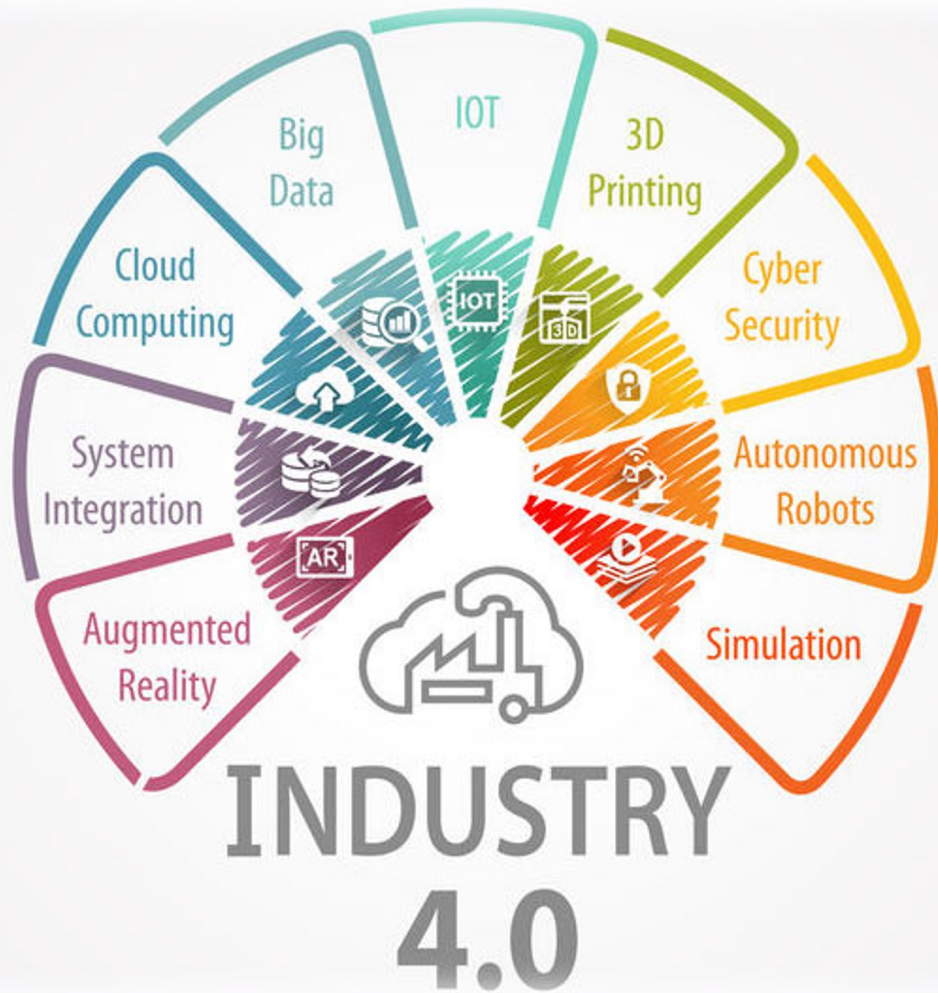 IOT
Big
Data
3D
Printing
Cloud
Computing
Cyber
Security
IOT
3D
System
Integration
Autonomous
Robots
AR
Augmented
Reality
Simulation
INDUSTRY
4.0